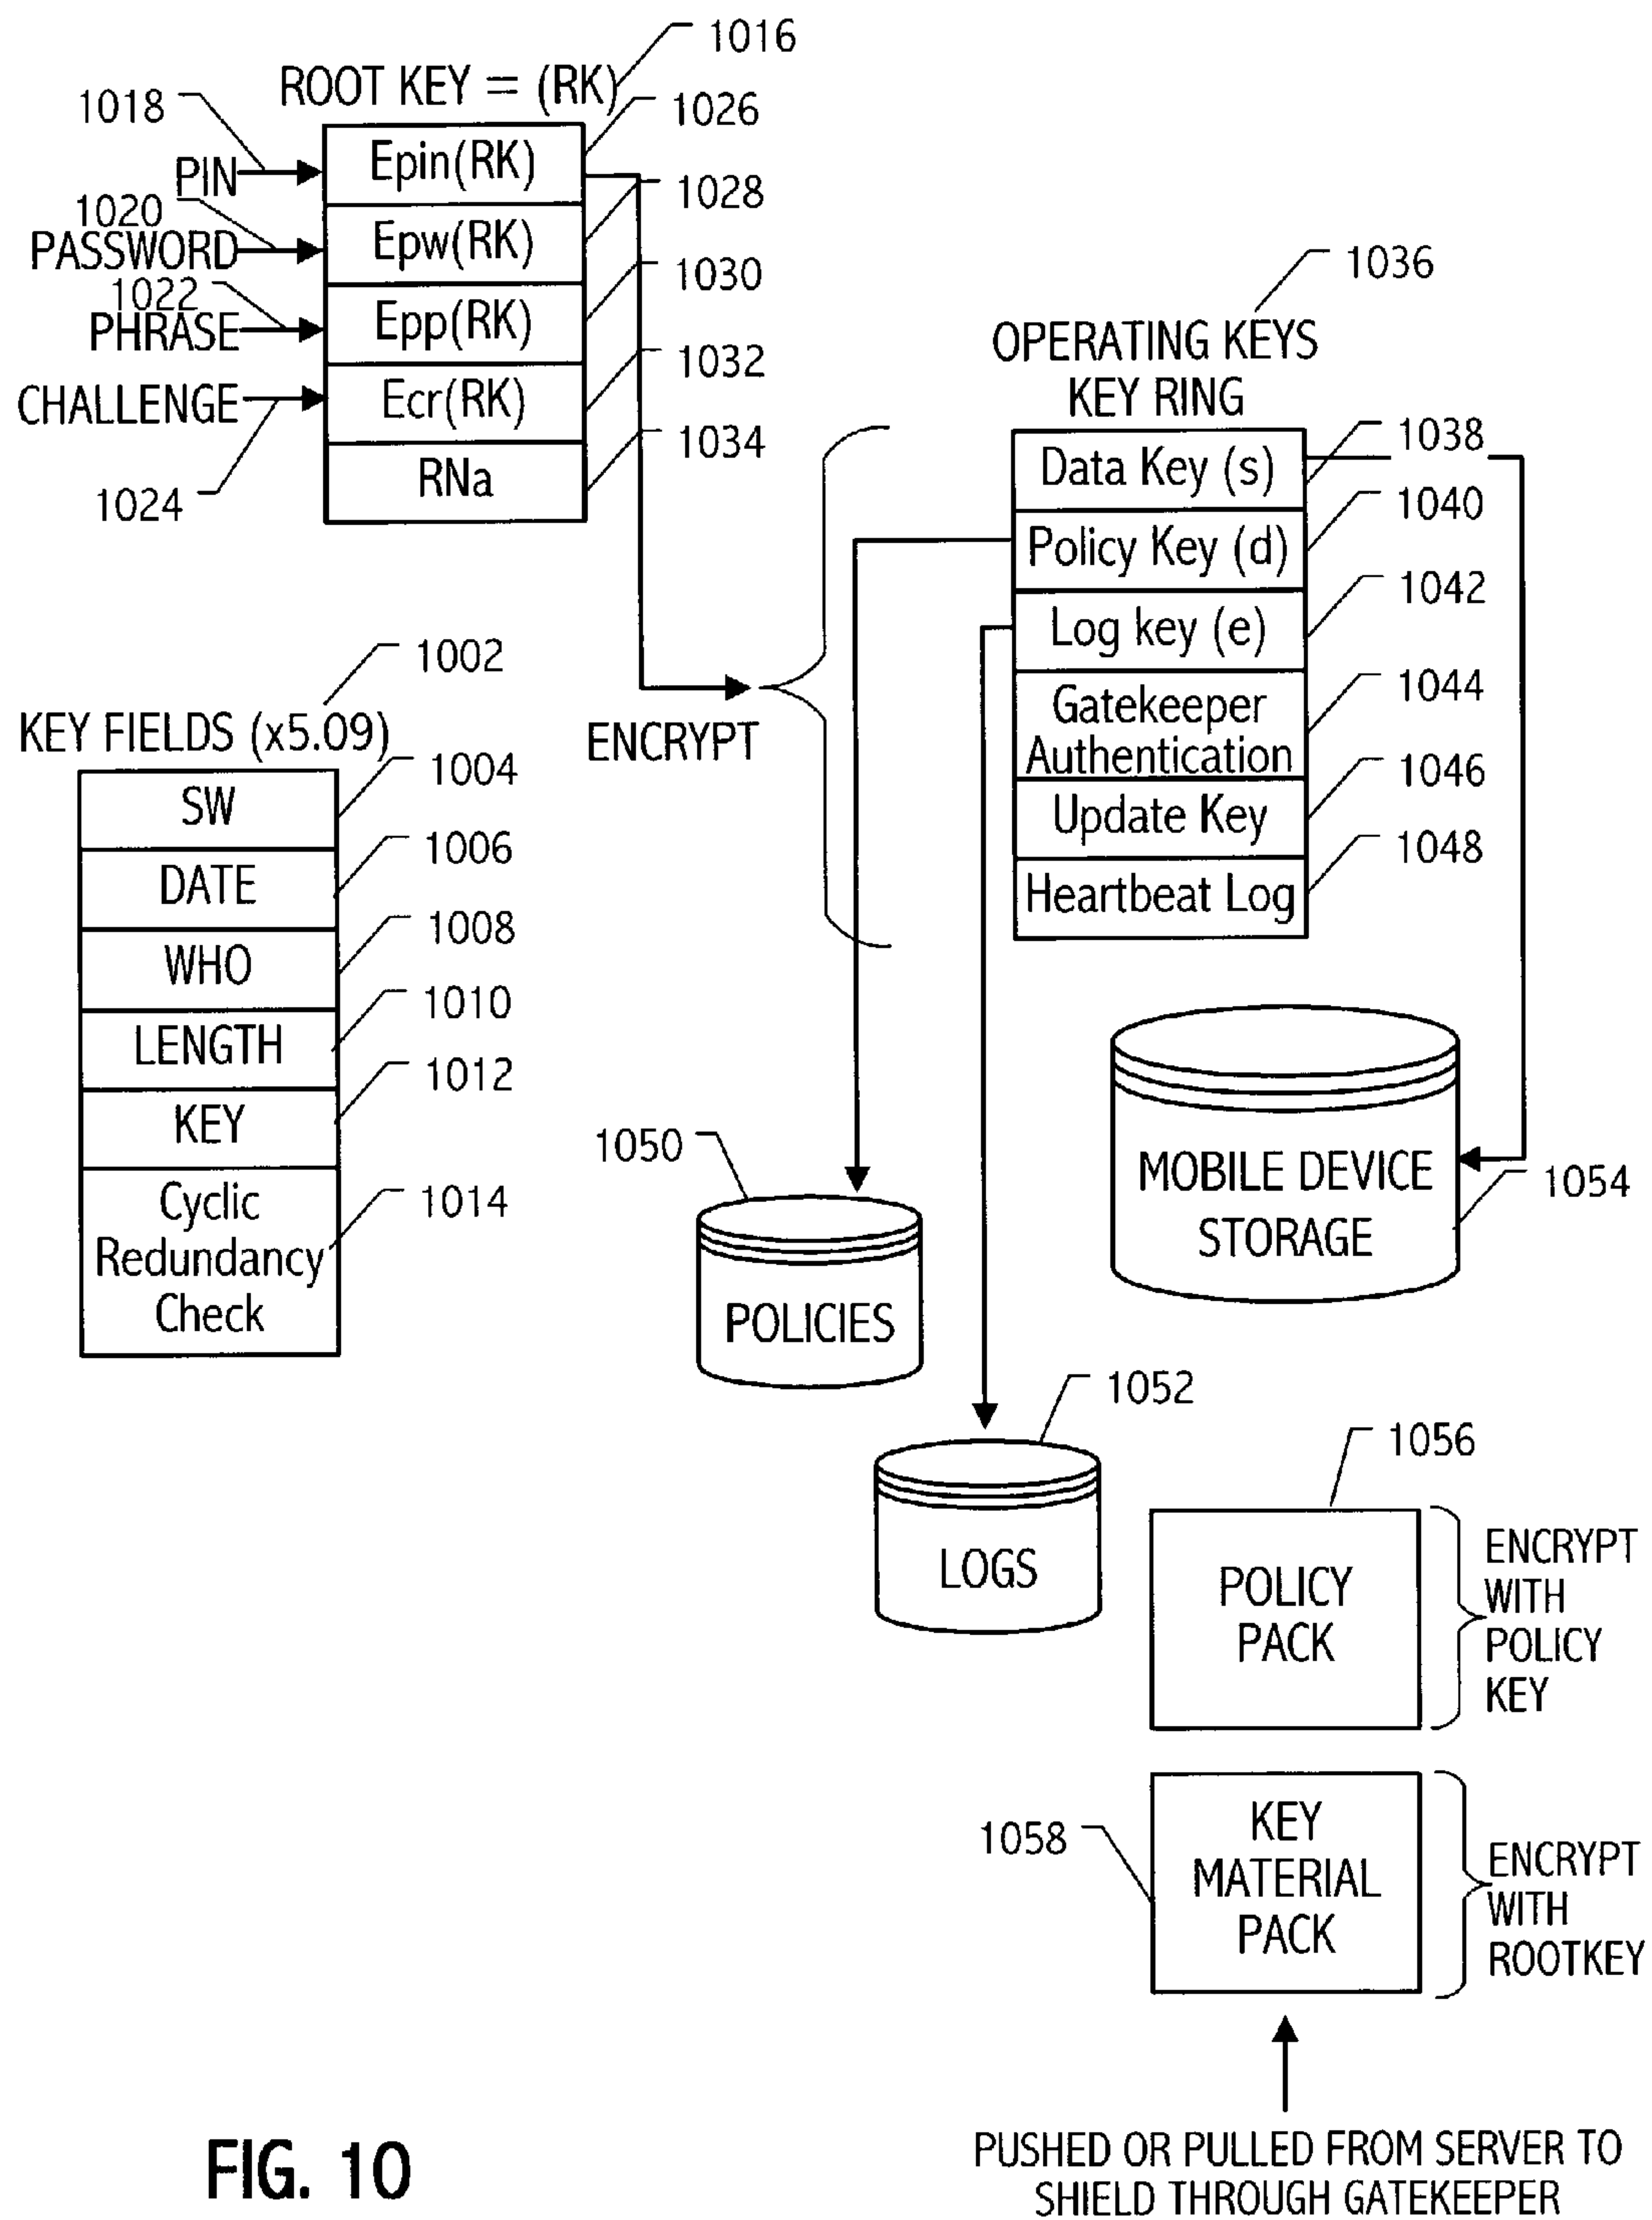 1016
ROOT KEY = (RK)
1018
1026
PIN
Epin(RK)
1028
1020
PASSWORD
Epw(RK)
1030
1022
PHRASE
Epp(RK)
1032
CHALLENGE
Ecr(RK)
1034
1024
RNa
1036
OPERATING KEYS
KEY RING
1038
Data Key (s)
1040
Policy Key (d)
1042
Log key (e)
1044
Gatekeeper
Authentication
1046
Update Key
1048
Heartbeat Log
ENCRYPT
1002
KEY FIELDS (x5.09)
1004
SW
1006
DATE
1008
WHO
1010
LENGTH
1012
KEY
1014
Cyclic
Redundancy
Check
1050
POLICIES
MOBILE DEVICE
STORAGE
1054
1052
LOGS
1056
POLICY
PACK
ENCRYPT
WITH
POLICY
KEY
1058
KEY
MATERIAL
PACK
ENCRYPT
WITH
ROOTKEY
PUSHED OR PULLED FROM SERVER TO
SHIELD THROUGH GATEKEEPER
FIG. 10